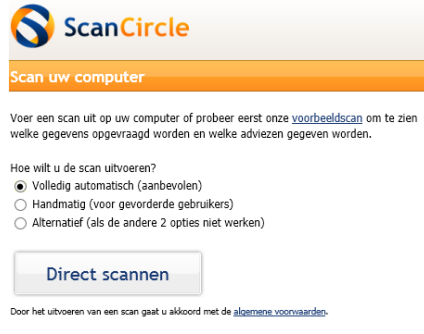 ScanCircle
Scan uw computer
Voer een scan uit op uw computer of probeer eerst onze voorbeeldscan om te zien
welke gegevens opgevraagd worden en welke adviezen gegeven worden.
Hoe wilt u de scan uitvoeren?
Volledig automatisch (aanbevolen)
Handmatig (voor gevorderde gebruikers)
Alternatief (als de andere 2 opties niet werken)
Direct scannen
Door het uitvoeren van een scan gaat u akkoord met de algemene voorwaarden.